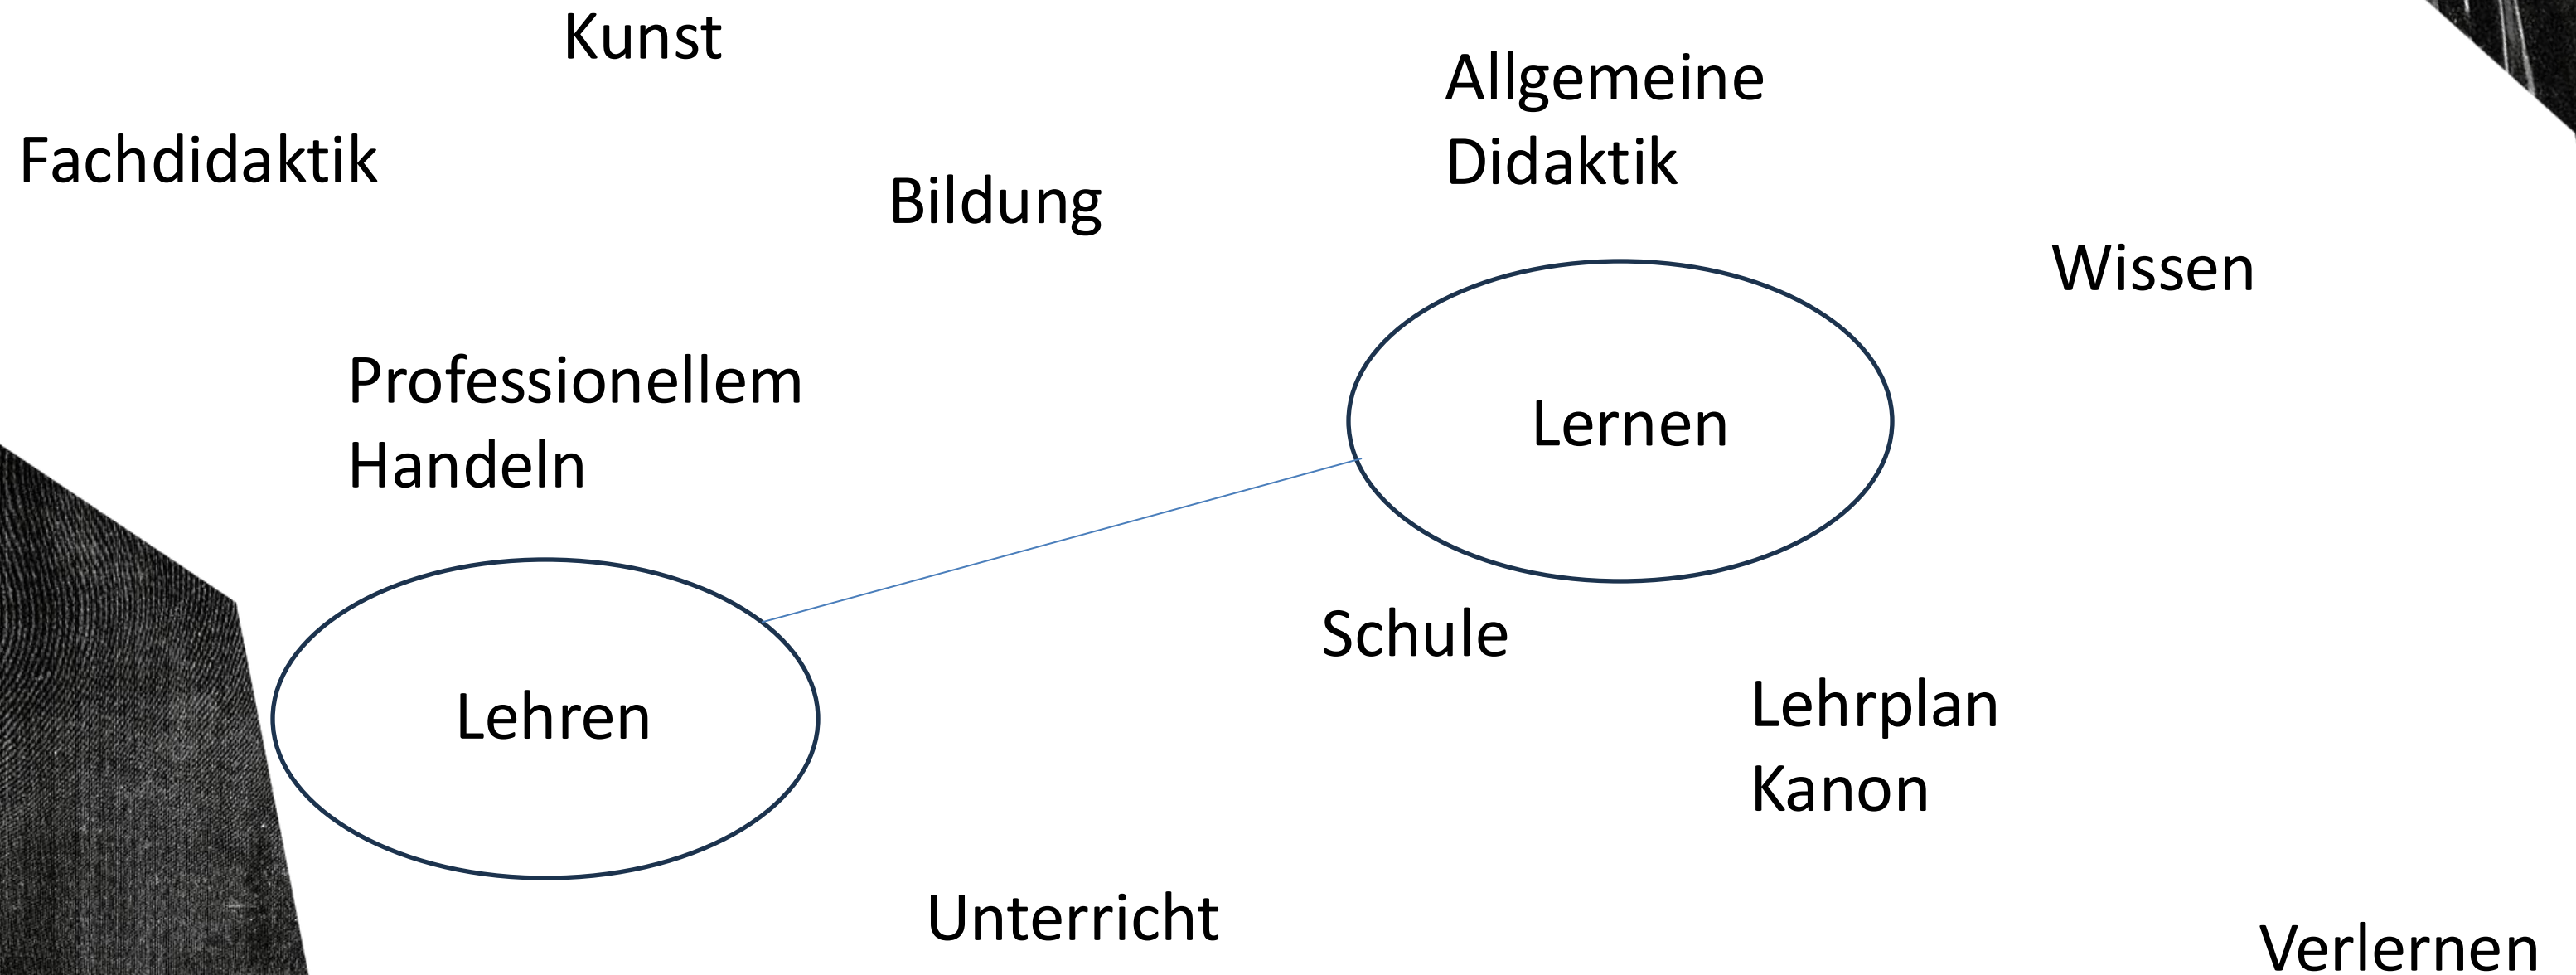 Kunst
Allgemeine
Didaktik
Fachdidaktik
Bildung
Wissen
Professionellem
Handeln
Lernen
Schule
Lehren
Lehrplan
Kanon
Unterricht
Verlernen